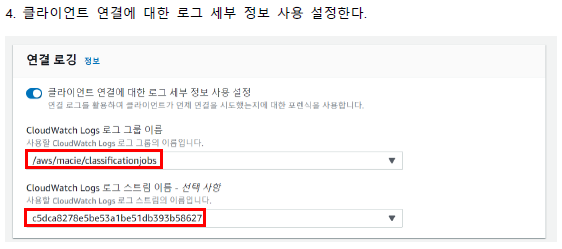 4. 클라이언트 연결에 대한 로그 세부 정보 사용 설정한다.
연결 로깅 정보
클라이언트 연결에 대한 로그 세부 정보 사용 설정
연결 로그를 활용하여 클라이언트가 언제 연결을 시도했는지에 대한 포렌식을 사용합니다.
CloudWatch Logs 로그 그룹 이름
사용할 CloudWatch Logs 로그 그룹의 이름입니다.
/aws/macie/classificationjobs
CloudWatch Logs 로그 스트림 이름 - 선택 사항
사용할 CloudWatch Logs 로그 스트림의 이름입니다.
c5dca8278e5be53a1be51db393b58627